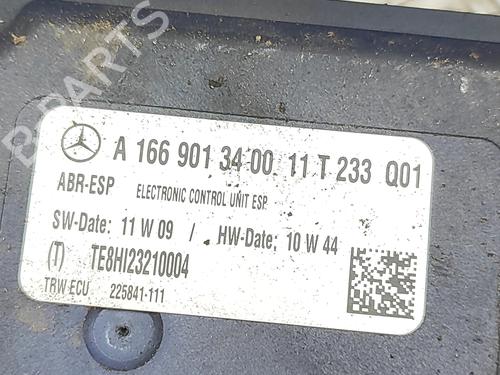 B-PARTS
A 166 901 34 00 11 T 233 Q01
ABR-ESP ELECTRONIC CONTROL UNIT ESP
SW-Date: 11 W 09 / HW-Date: 10 W 44
(T) TE8HI23210004
TRW ECU 225841-111